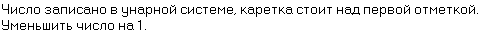 Число записано в унарной системе, каретка стоит над первой отметкой.
Уменьшить число на 1.